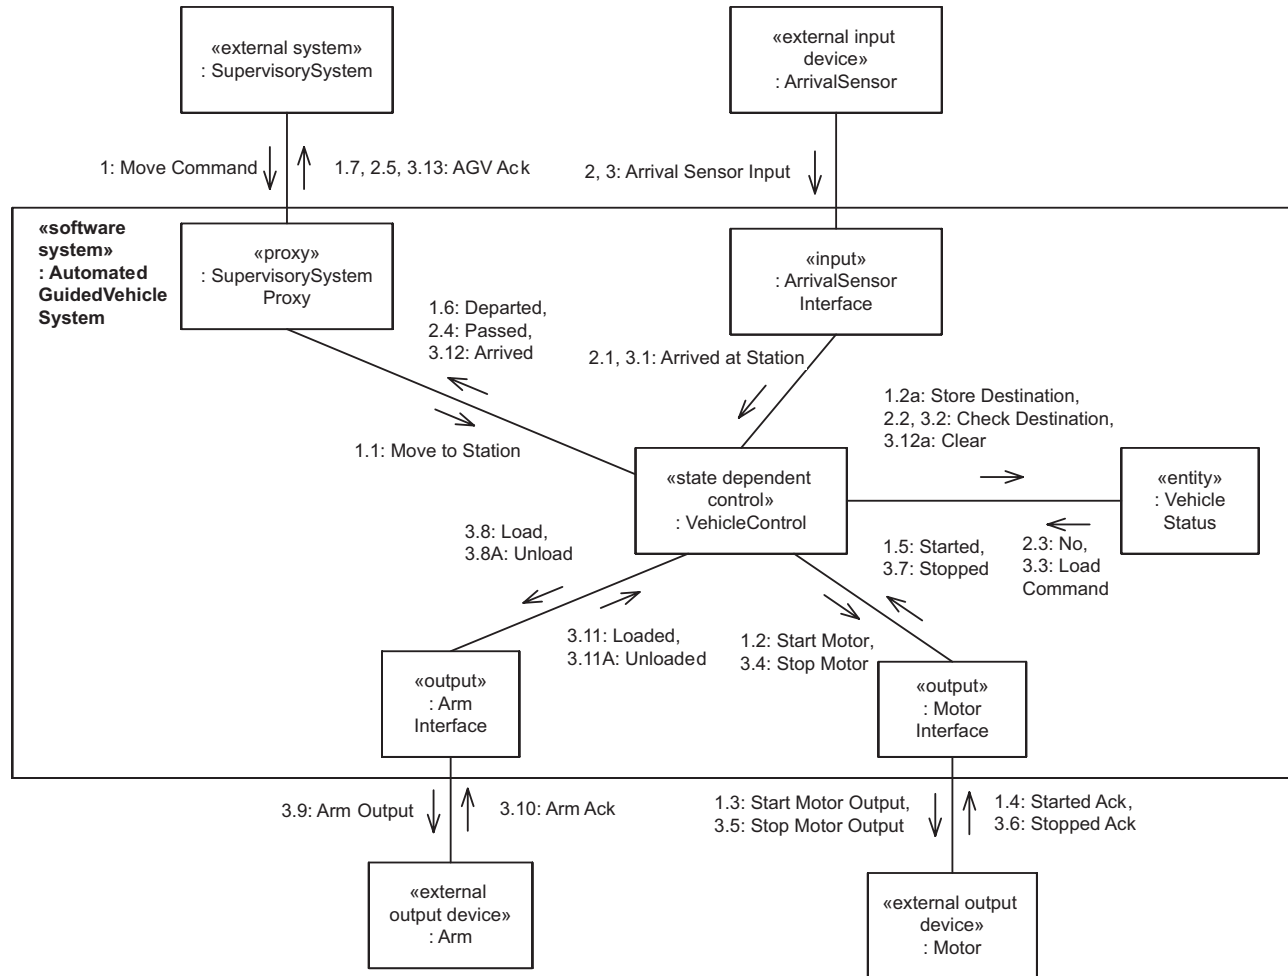 «external system»
: SupervisorySystem
«external input
device»
: ArrivalSensor
1: Move Command
1.7, 2.5, 3.13: AGV Ack
2, 3: Arrival Sensor Input
«software
system»
: Automated
GuidedVehicle
System
«proxy»
: SupervisorySystem
Proxy
«input»
: ArrivalSensor
Interface
1.6: Departed,
2.4: Passed,
3.12: Arrived
2.1, 3.1: Arrived at Station
1.2a: Store Destination,
2.2, 3.2: Check Destination,
3.12a: Clear
1.1: Move to Station
«state dependent
control»
: VehicleControl
«entity»
: Vehicle
Status
3.8: Load,
3.8A: Unload
1.5: Started,
3.7: Stopped
2.3: No,
3.3: Load
Command
3.11: Loaded,
3.11A: Unloaded
1.2: Start Motor,
3.4: Stop Motor
«output»
: Arm
Interface
«output»
: Motor
Interface
3.9: Arm Output
3.10: Arm Ack
1.3: Start Motor Output,
3.5: Stop Motor Output
1.4: Started Ack,
3.6: Stopped Ack
«external
output device»
: Arm
«external output
device»
: Motor